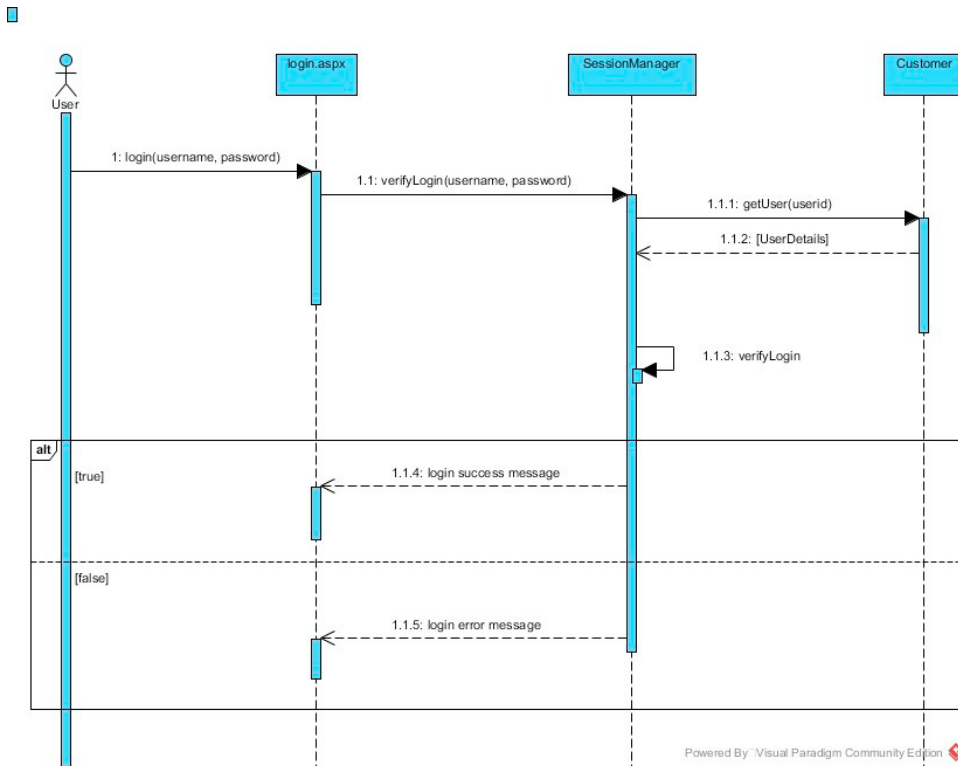 login.aspx
SessionManager
Customer
User
1: login(username, password)
1.1: verifyLogin(username, password)
1.1.1: getUser(userid)
1.1.2: [UserDetails]
1.1.3: verifyLogin
alt
[true]
1.1.4: login success message
[false]
1.1.5: login error message
Powered By Visual Paradigm Community Edition